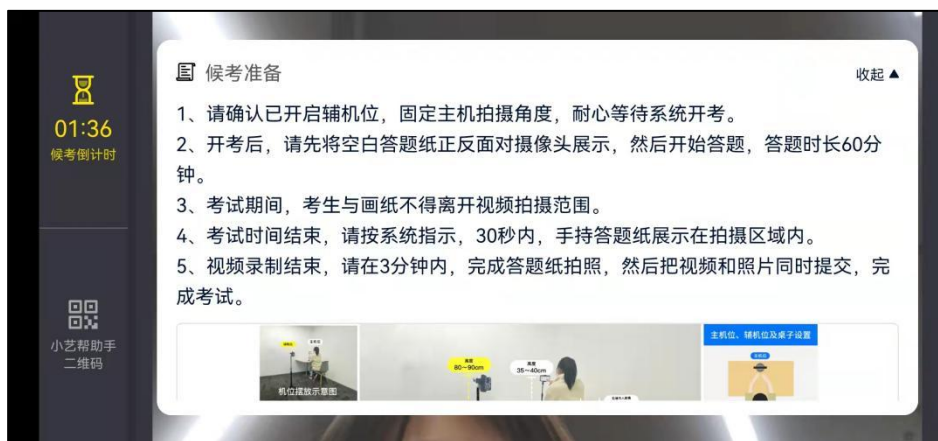 01:36
候考倒计时
小艺帮助手
二维码
候考准备
收起▲
1、请确认已开启辅机位，固定主机拍摄角度，耐心等待系统开考。
2、开考后，请先将空白答题纸正反面对摄像头展示，然后开始答题，答题时长60分
钟。
3、考试期间，考生与画纸不得离开视频拍摄范围。
4、考试时间结束，请按系统指示，30秒内，手持答题纸展示在拍摄区域内。
5、视频录制结束，请在3分钟内，完成答题纸拍照，然后把视频和照片同时提交，完
成考试。
机位摆放示意图
高度
80~90cm
高度
35~40cm
主机位、辅机位及桌子设置